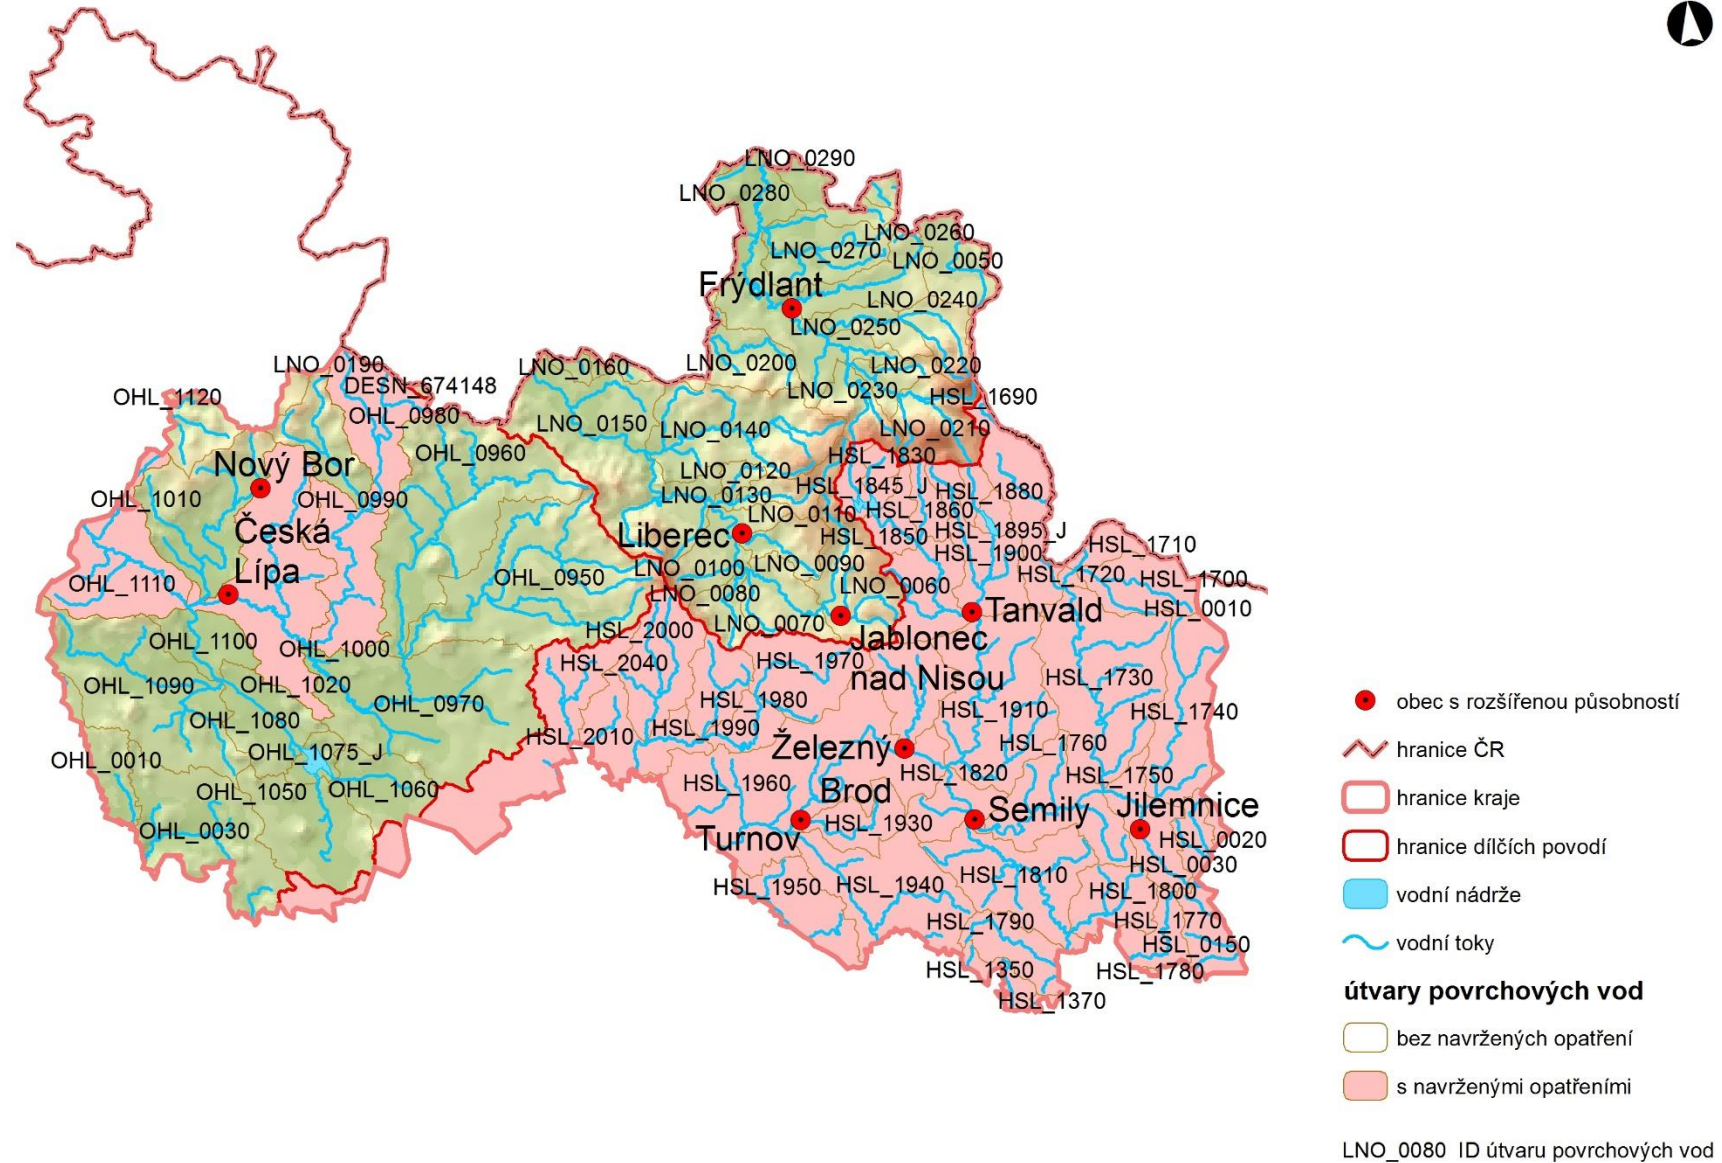 LNO_0290
LNO_0280
LNO_0260
LNO_0270
LNO_0050
Frýdlant
LNO_0240
LNO_0250
LNO_0190
LNO_0160
LNO_0200
LNO_0220
DESN_674148
OHL_1120
LNO_0230
HSL_1690
OHL_0980
LNO_0150
LNO_0140
LNO_0210
OHL_0960
HSL_1830
Nový Bor
LNO_0120
HSL_1845_J
HSL_1880
OHL_1010
OHL_0990
LNO_0130
LNO_0110
HSL_1860
Česká
Lípa
Liberec
HSL_1850
HSL_1895_J
HSL_1900
HSL_1710
LNO_0100
LNO_0090
HSL_1720
HSL_1700
OHL_1110
OHL_0950
LNO_0080
LNO_0060
HSL_0010
Tanvald
LNO_0070
HSL_2000
Jablonec
nad Nisou
OHL_1100
OHL_1000
HSL_2040
HSL_1970
OHL_1090
OHL_1020
HSL_1730
OHL_0970
HSL_1980
HSL_1910
HSL_1740
OHL_1080
HSL_1990
HSL_2010
Železný
Brod
HSL_1760
OHL_0010
OHL_1075_J
HSL_1820
HSL_1750
OHL_1050
OHL_1060
HSL_1960
Jilemnice
Semily
OHL_0030
Turnov
HSL_1930
HSL_0020
HSL_0030
HSL_1950
HSL_1940
HSL_1810
HSL_1800
HSL_1790
HSL_1770
HSL_0150
HSL_1350
HSL_1780
HSL_1370
obec s rozšířenou působností
hranice ČR
hranice kraje
hranice dílčích povodí
vodní nádrže
vodní toky
útvary povrchových vod
bez navržených opatření
s navrženými opatřeními
LNO_0080 ID útvaru povrchových vod